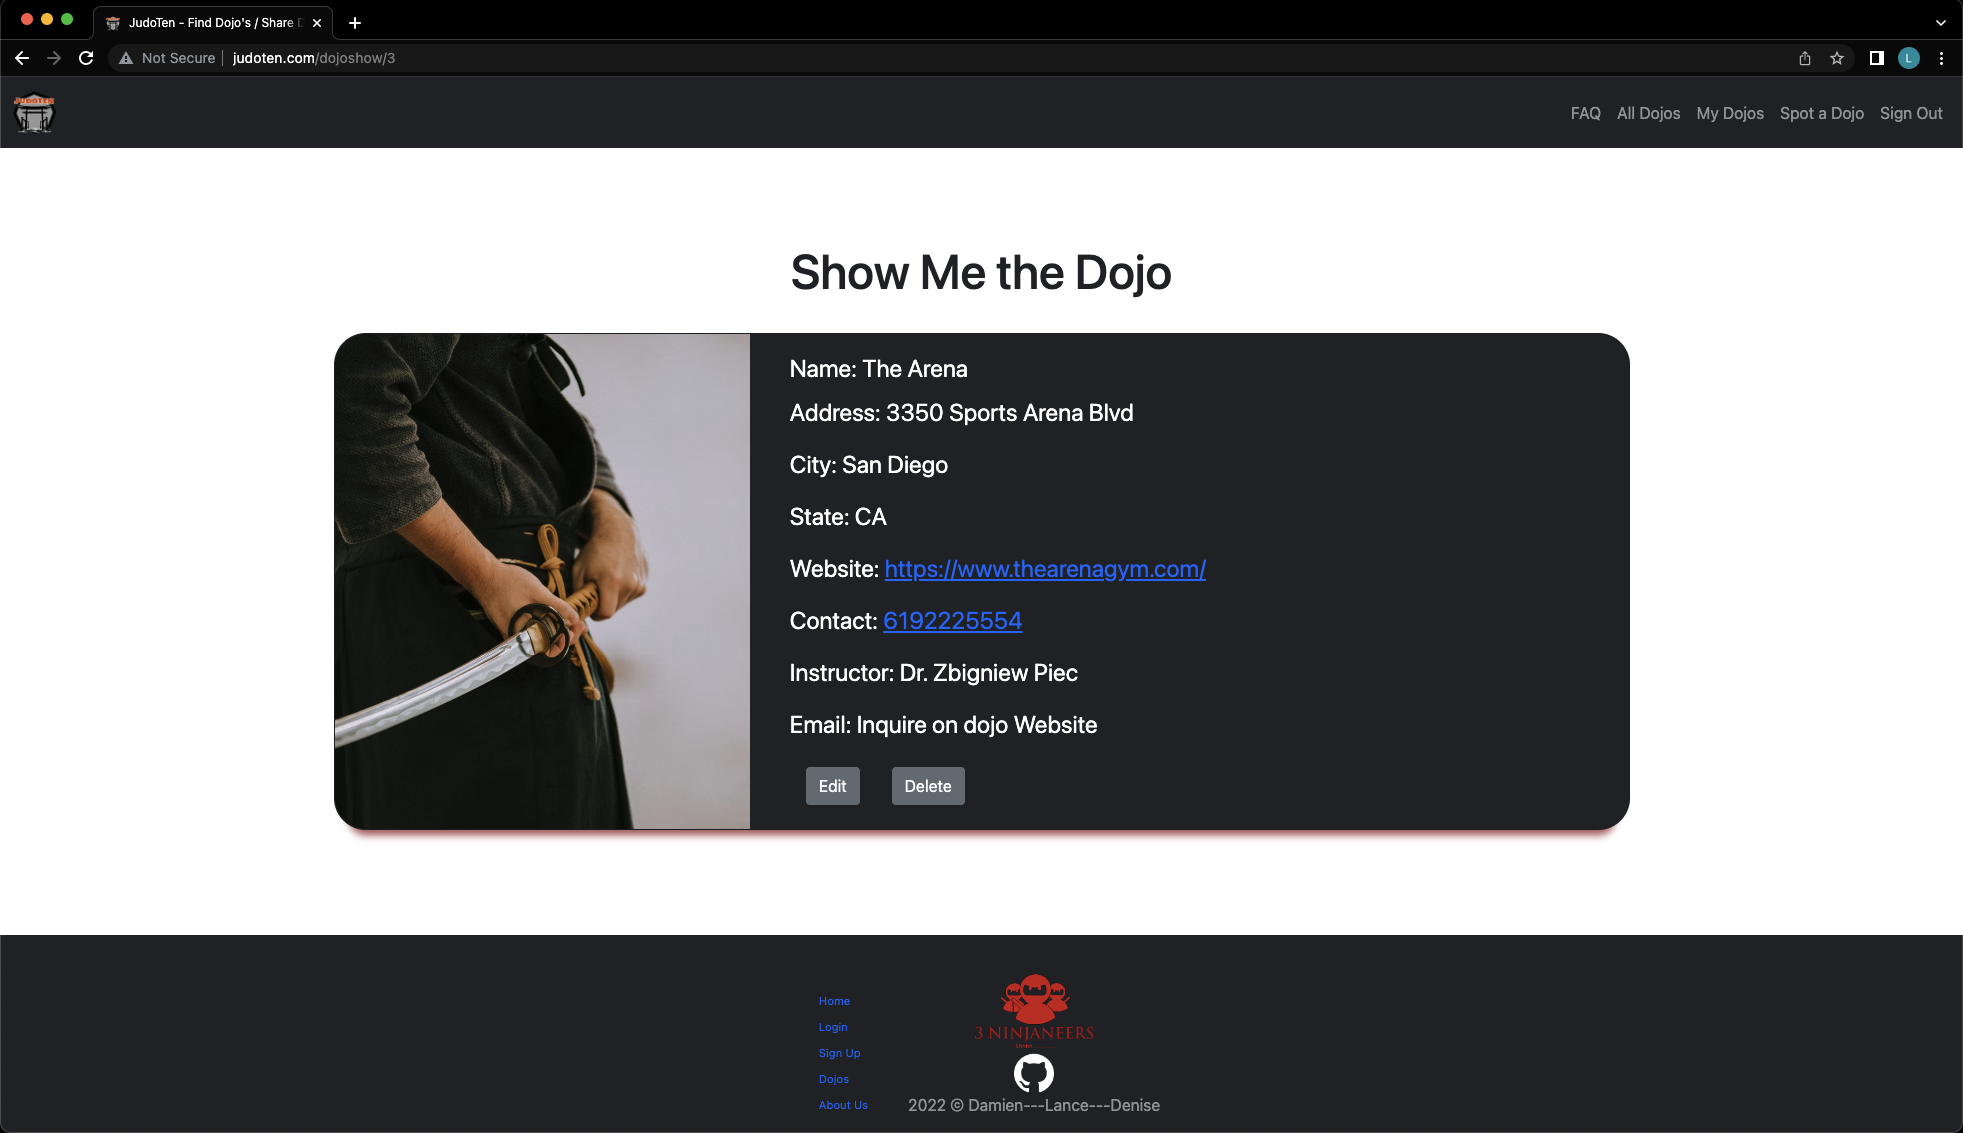 JudoTen - Find Dojo's / Share D
Not Secure | judoten.com/dojoshow/3
L
JUDOTEN
FAQ All Dojos My Dojos Spot a Dojo Sign Out
Show Me the Dojo
Name: The Arena
Address: 3350 Sports Arena Blvd
City: San Diego
State: CA
Website: https://www.thearenagym.com/
Contact: 6192225554
Instructor: Dr. Zbigniew Piec
Email: Inquire on dojo Website
Edit Delete
Home
Login
Sign Up
Dojos
About Us
3 NINJANEERS
2022 © Damien---Lance---Denise